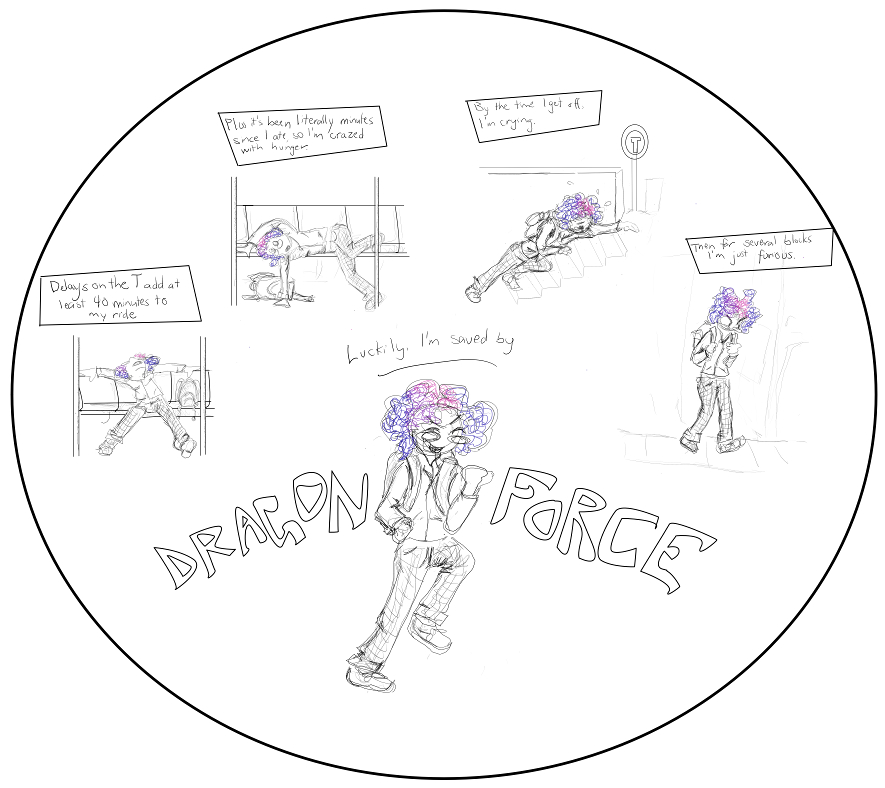 Delays on the T add at
least 40 minutes to
my ride
Plus it's been literally minutes
since I ate, so I'm crazed
with hunger.
By the time I get off,
I'm crying.
T
Then for several blocks
I'm just furious...
Luckily, I'm saved by
DRAGON FORCE